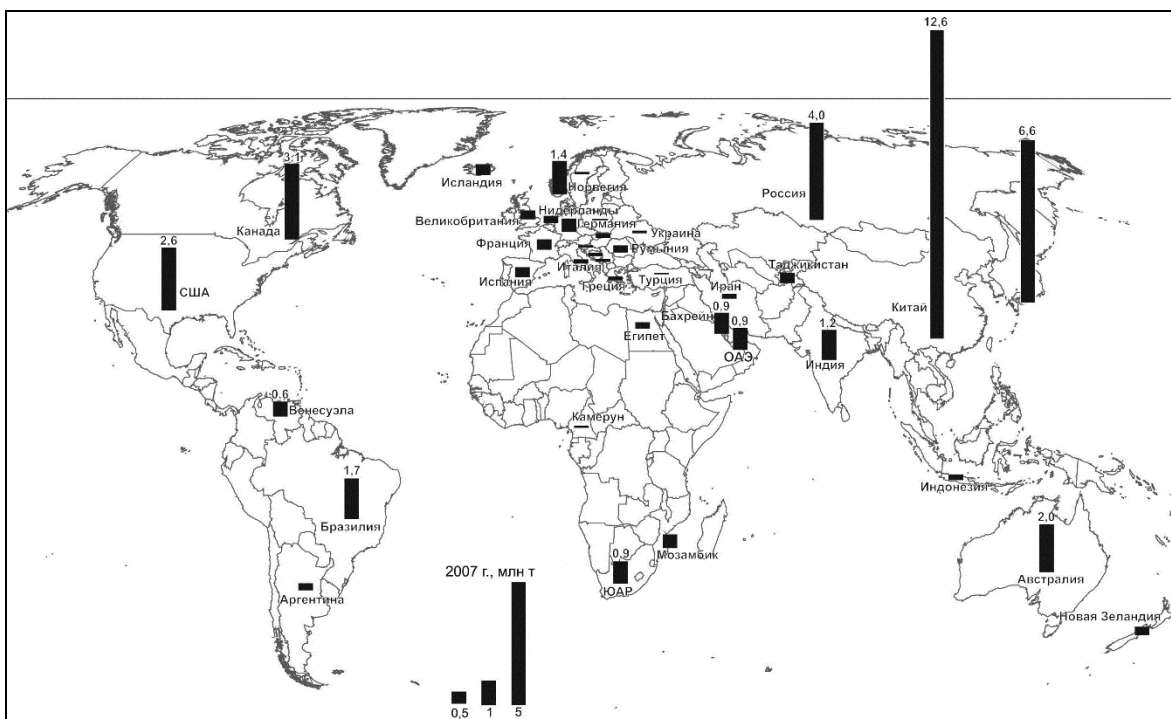 12,6
4,0
6,6
3,1
1,4
Исландия
Норвегия
Россия
Нидерланды
Великобритания
Германия
Канада
Украина
Франция
Румыния
2,6
Италия
Таджикистан
Испания
Греция
Турция
Иран
США
Китай
0,9
Бахрейн
0,9
1,2
Египет
ОАЭ
Индия
0,6
Венесуэла
Камерун
1,7
Индонезия
Бразилия
2,0
Мозамбик
0,9
2007 г., млн т
Австралия
ЮАР
Аргентина
Новая Зеландия
0,5
1
5